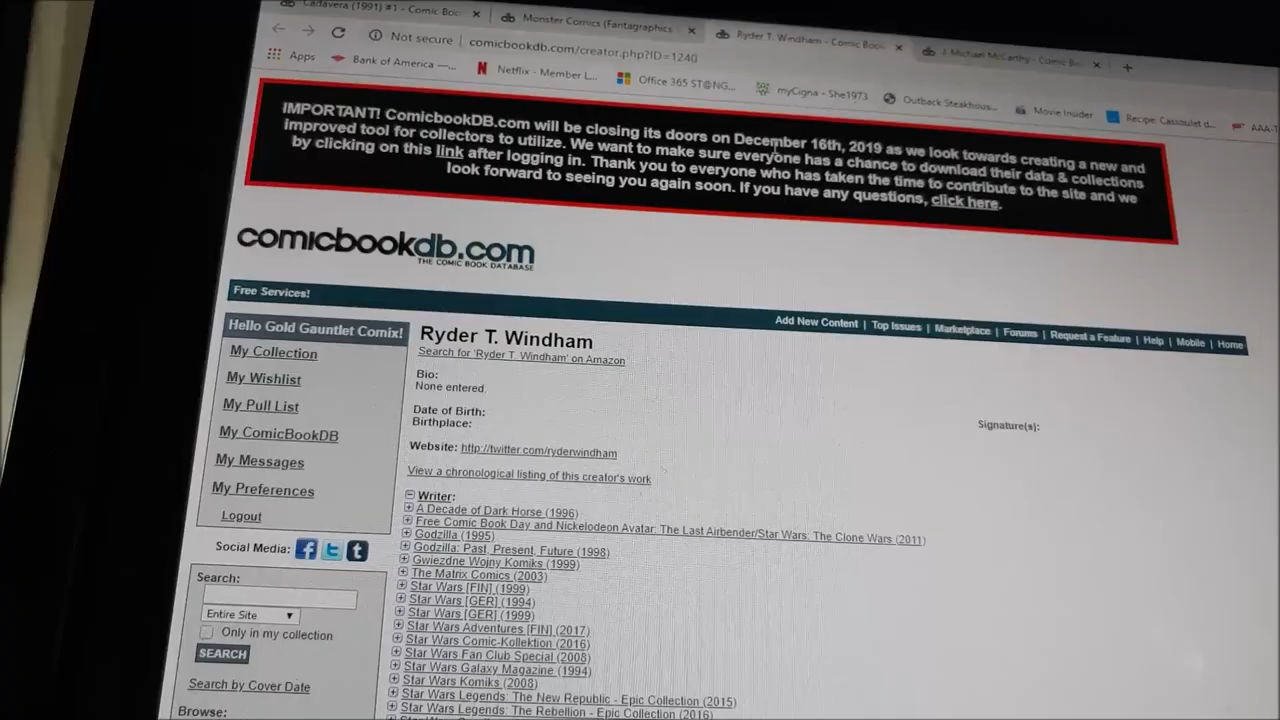 Cadavera (1991) #1 - Comic Boo
Monster Comics (Fantagraphics
Ryder T. Windham - Comic Book
J. Michael McCarthy - Comic Bo
Not secure | comicbookdb.com/creator.php?ID=1240
Apps
Bank of America —...
Netflix - Member L...
Office 365 ST@NG...
myCigna - She1973
Outback Steakhous...
Movie Insider
Recipe: Cassoulet d...
AAA-1
IMPORTANT! ComicbookDB.com will be closing its doors on December 16th, 2019 as we look towards creating a new and
improved tool for collectors to utilize. We want to make sure everyone has a chance to download their data & collections
by clicking on this link after logging in. Thank you to everyone who has taken the time to contribute to the site and we
look forward to seeing you again soon. If you have any questions, click here.
comicbookdb.com
THE COMIC BOOK DATABASE
Free Services!
Add New Content | Top Issues | Marketplace | Forums | Request a Feature | Help | Mobile | Home
Hello Gold Gauntlet Comix!
My Collection
My Wishlist
My Pull List
My ComicBookDB
My Messages
My Preferences
Logout
Social Media:
Search:
Entire Site
Only in my collection
SEARCH
Search by Cover Date
Browse:
Ryder T. Windham
Search for 'Ryder T. Windham' on Amazon
Bio:
None entered.
Date of Birth:
Birthplace:
Signature(s):
Website: http://twitter.com/ryderwindham
View a chronological listing of this creator's work
Writer:
A Decade of Dark Horse (1996)
Free Comic Book Day and Nickelodeon Avatar: The Last Airbender/Star Wars: The Clone Wars (2011)
Godzilla (1995)
Godzilla: Past, Present, Future (1998)
Gwiezdne Wojny Komiks (1999)
The Matrix Comics (2003)
Star Wars [FIN] (1999)
Star Wars [GER] (1994)
Star Wars [GER] (1999)
Star Wars Adventures [FIN] (2017)
Star Wars Comic-Kollektion (2016)
Star Wars Fan Club Special (2008)
Star Wars Galaxy Magazine (1994)
Star Wars Komiks (2008)
Star Wars Legends: The New Republic - Epic Collection (2015)
Star Wars Legends: The Rebellion - Epic Collection (2016)